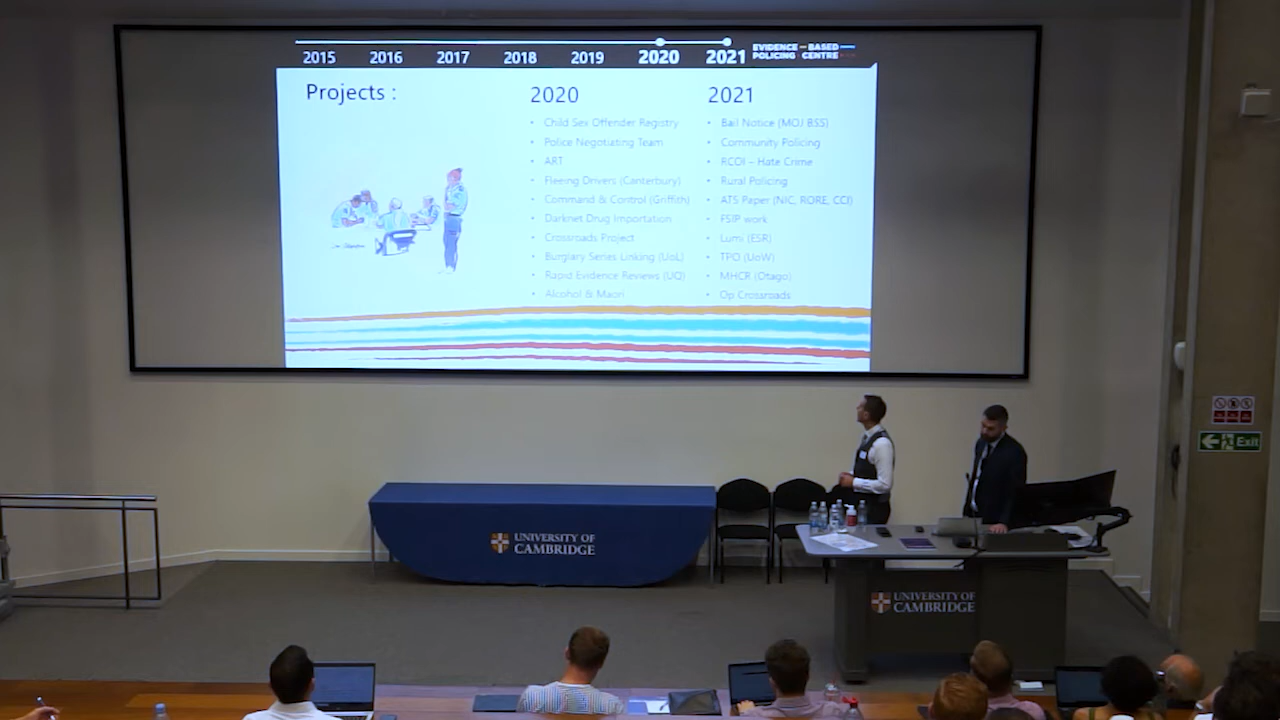 2015 2016 2017 2018 2019 2020 2021
EVIDENCE BASED
POLICING CENTRE
Projects :
2020
• Child Sex Offender Registry
• Police Negotiating Team
• ART
• Fleeing Drivers (Canterbury)
• Command & Control (Griffith)
• Darknet Drug Importation
• Crossroads Project
• Burglary Series Linking (UoL)
• Rapid Evidence Reviews (UQ)
• Alcohol & Maori
2021
• Bail Notice (MOJ BSS)
• Community Policing
• RCOI – Hate Crime
• Rural Policing
• ATS Paper (NIC, RORE, CCI)
• FSIP work
• Lumi (ESR)
• TPO (UoW)
• MHCR (Otago)
• Op Crossroads
Exit
UNIVERSITY OF
CAMBRIDGE
UNIVERSITY OF
CAMBRIDGE